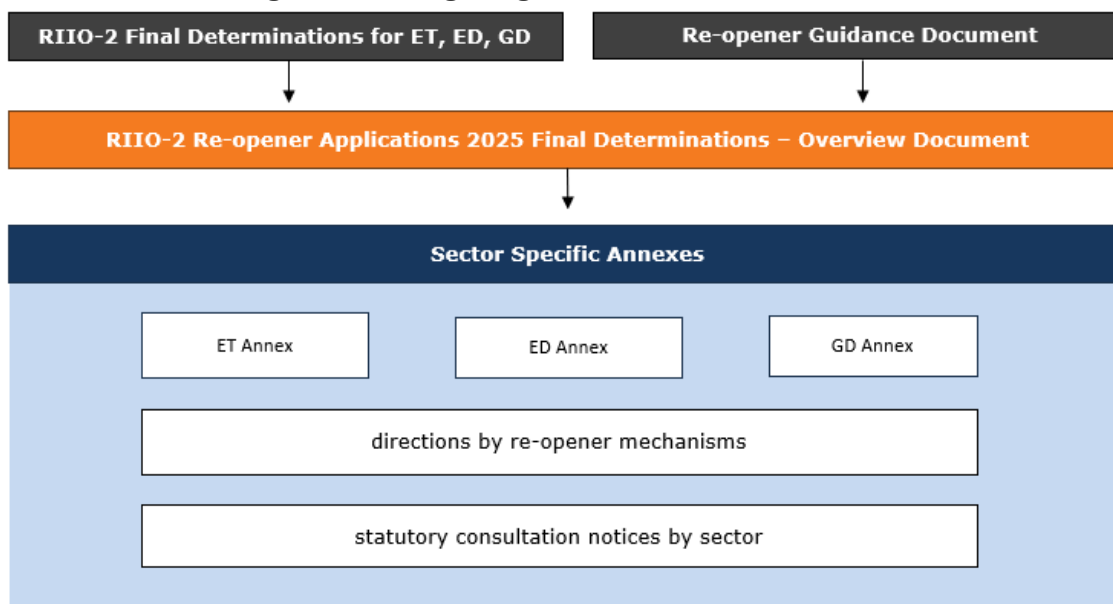 RIIO-2 Final Determinations for ET, ED, GD
Re-opener Guidance Document
RIIO-2 Re-opener Applications 2025 Final Determinations – Overview Document
Sector Specific Annexes
ET Annex
ED Annex
GD Annex
directions by re-opener mechanisms
statutory consultation notices by sector